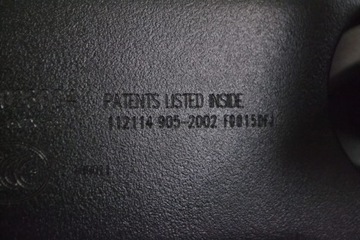 PATENTS LISTED INSIDE
112114 905-2002